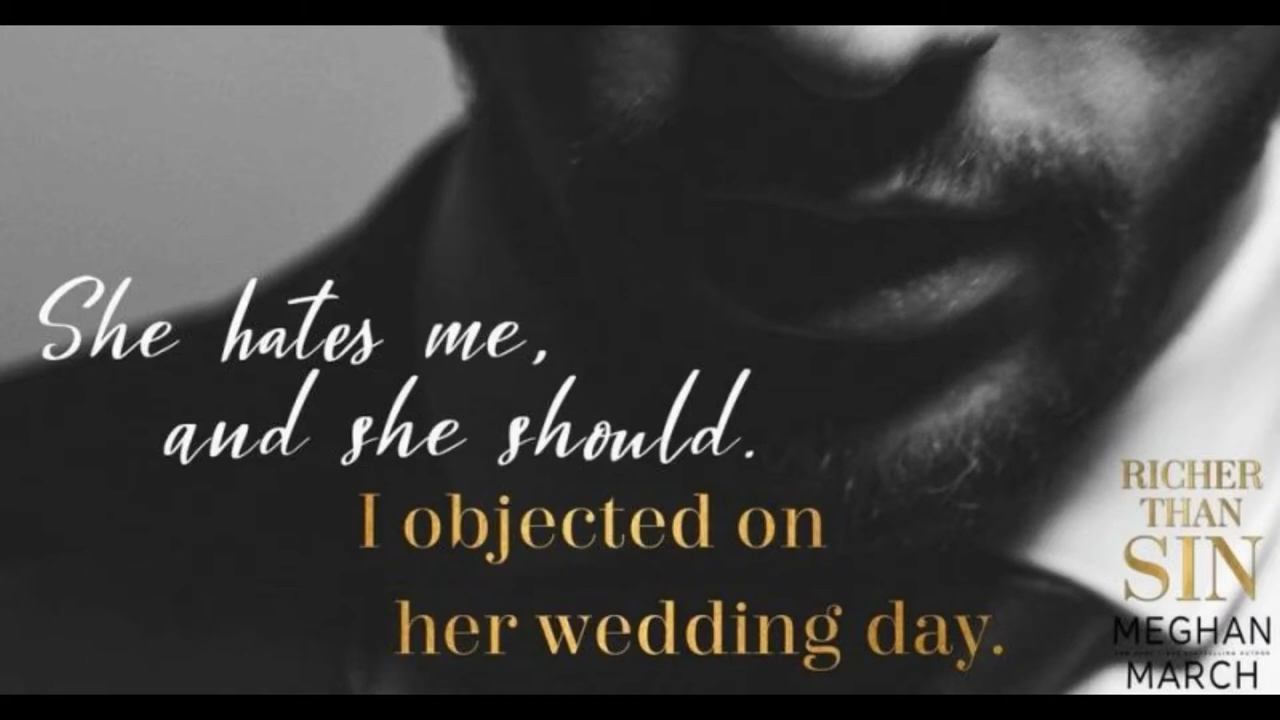 She hates me,
and she should.
I objected on
her wedding day.
RICHER
THAN
SIN
MEGHAN
MARCH